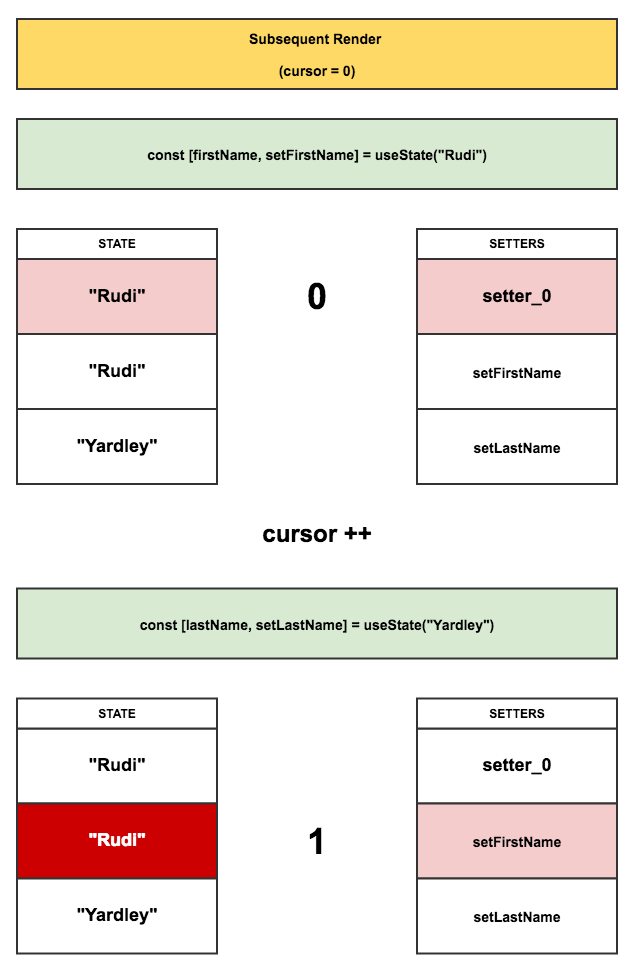 Subsequent Render
(cursor = 0)
const [firstName, setFirstName] = useState("Rudi")
STATE
SETTERS
"Rudi"
0
setter_0
"Rudi"
setFirstName
"Yardley"
setLastName
cursor ++
const [lastName, setLastName] = useState("Yardley")
STATE
SETTERS
"Rudi"
setter_0
"Rudi"
1
setFirstName
"Yardley"
setLastName